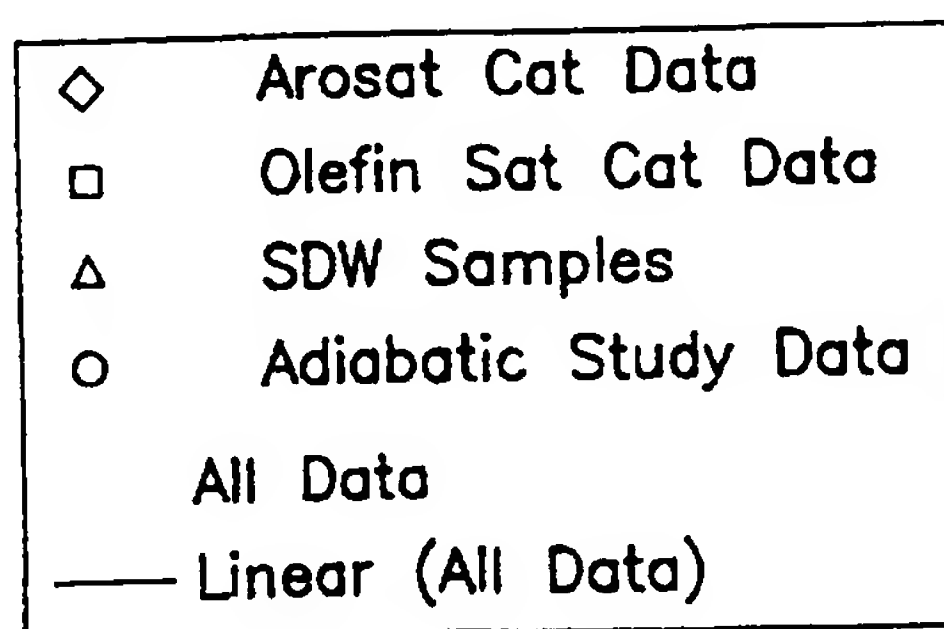 Arosat Cat Data
Olefin Sat Cat Data
SDW Samples
Adiabatic Study Data
All Data
Linear (All Data)